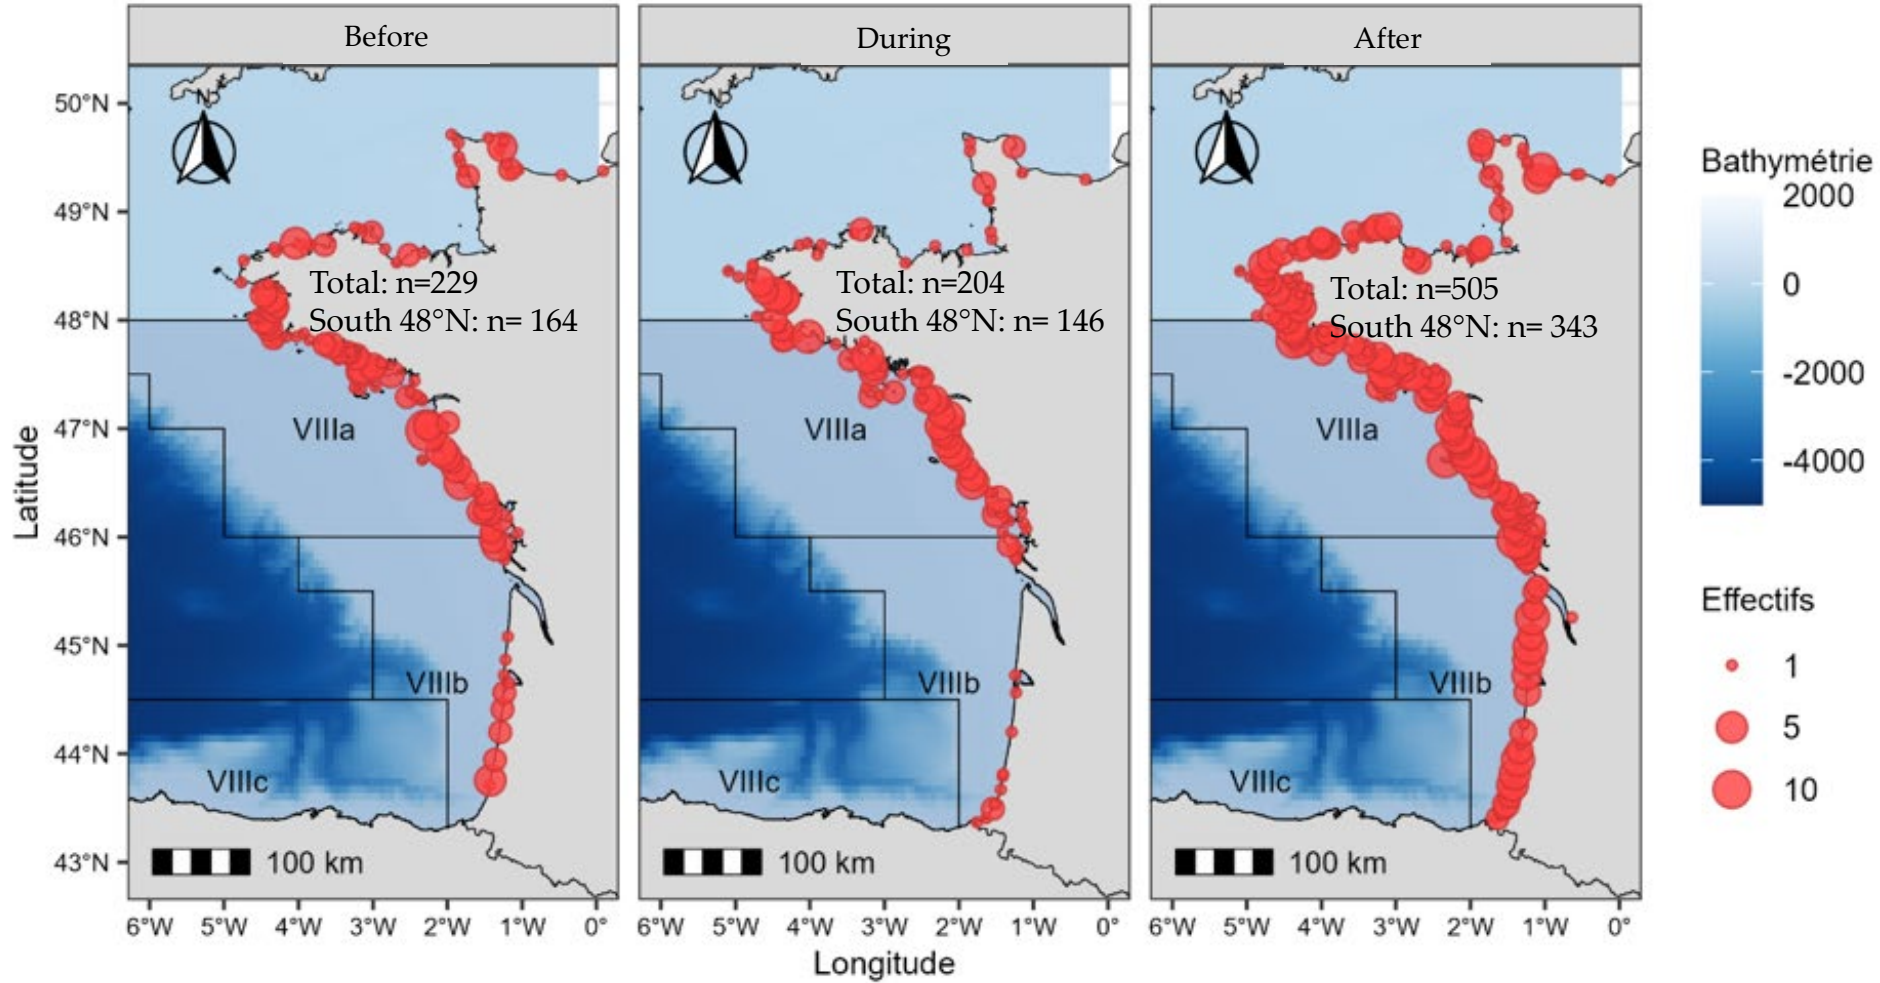 Before
During
After
N
N
N
50°N
49°N
48°N
47°N
46°N
45°N
44°N
43°N
Latitude
Total: n=229
South 48°N: n= 164
VIIIa
VIIIb
VIIIc
100 km
Total: n=204
South 48°N: n= 146
VIIIa
VIIIb
VIIIc
100 km
Total: n=505
South 48°N: n= 343
VIIIa
VIIIb
VIIIc
100 km
6°W 5°W 4°W 3°W 2°W 1°W 0°
6°W 5°W 4°W 3°W 2°W 1°W 0°
6°W 5°W 4°W 3°W 2°W 1°W 0°
Longitude
Bathymétrie
2000
0
-2000
-4000
Effectifs
1
5
10